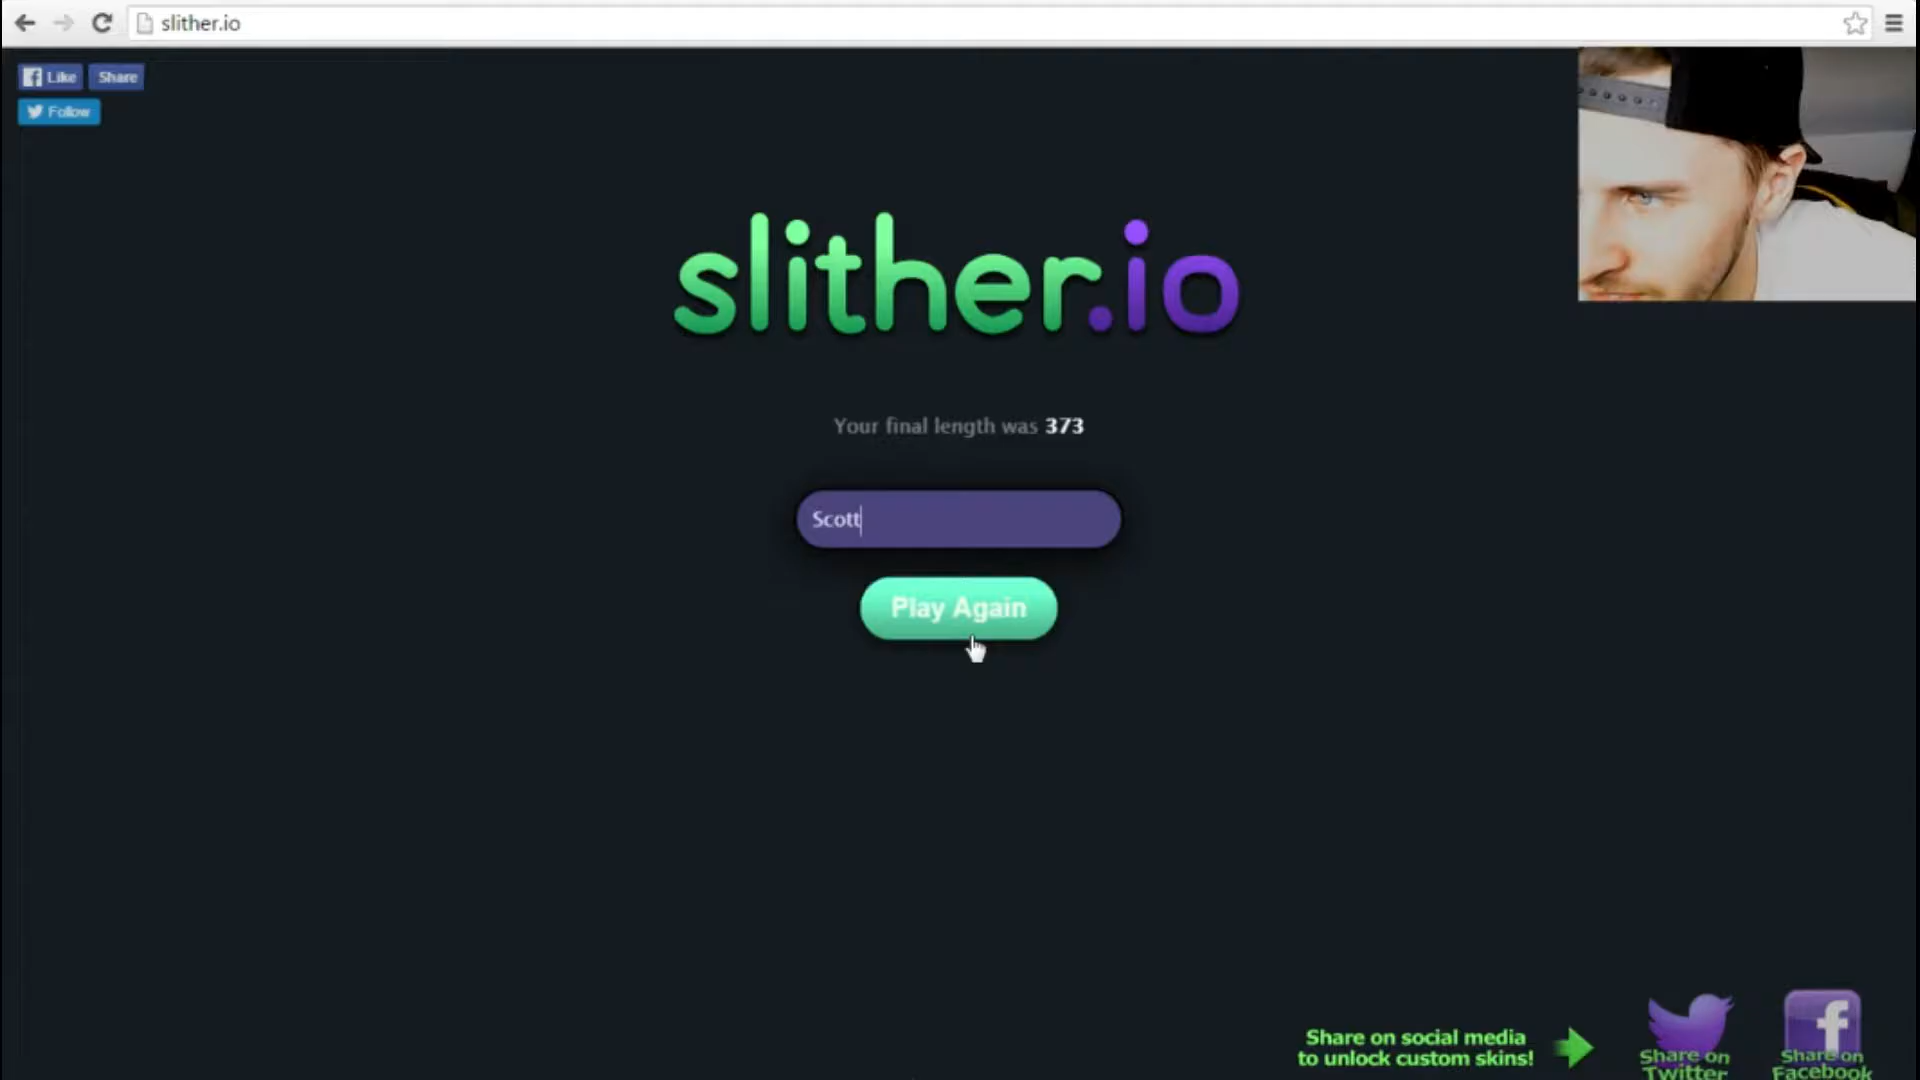 slither.io
Like Share
Follow
slither.io
Your final length was 373
Scott
Play Again
Share on social media
to unlock custom skins!
Share on
Twitter
Share on
Facebook